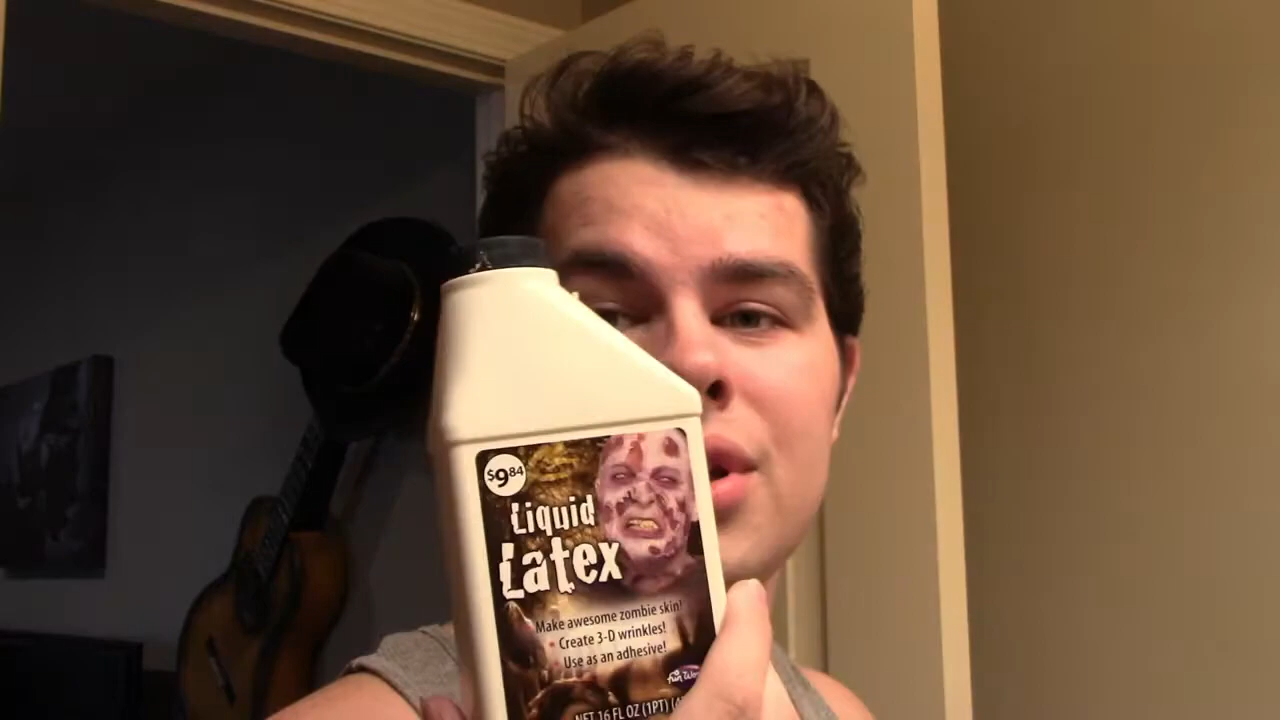 $9.84
Liquid
Latex
Make awesome zombie skin!
• Create 3-D wrinkles!
• Use as an adhesive!
fun
NET 16 FL OZ (1PT)